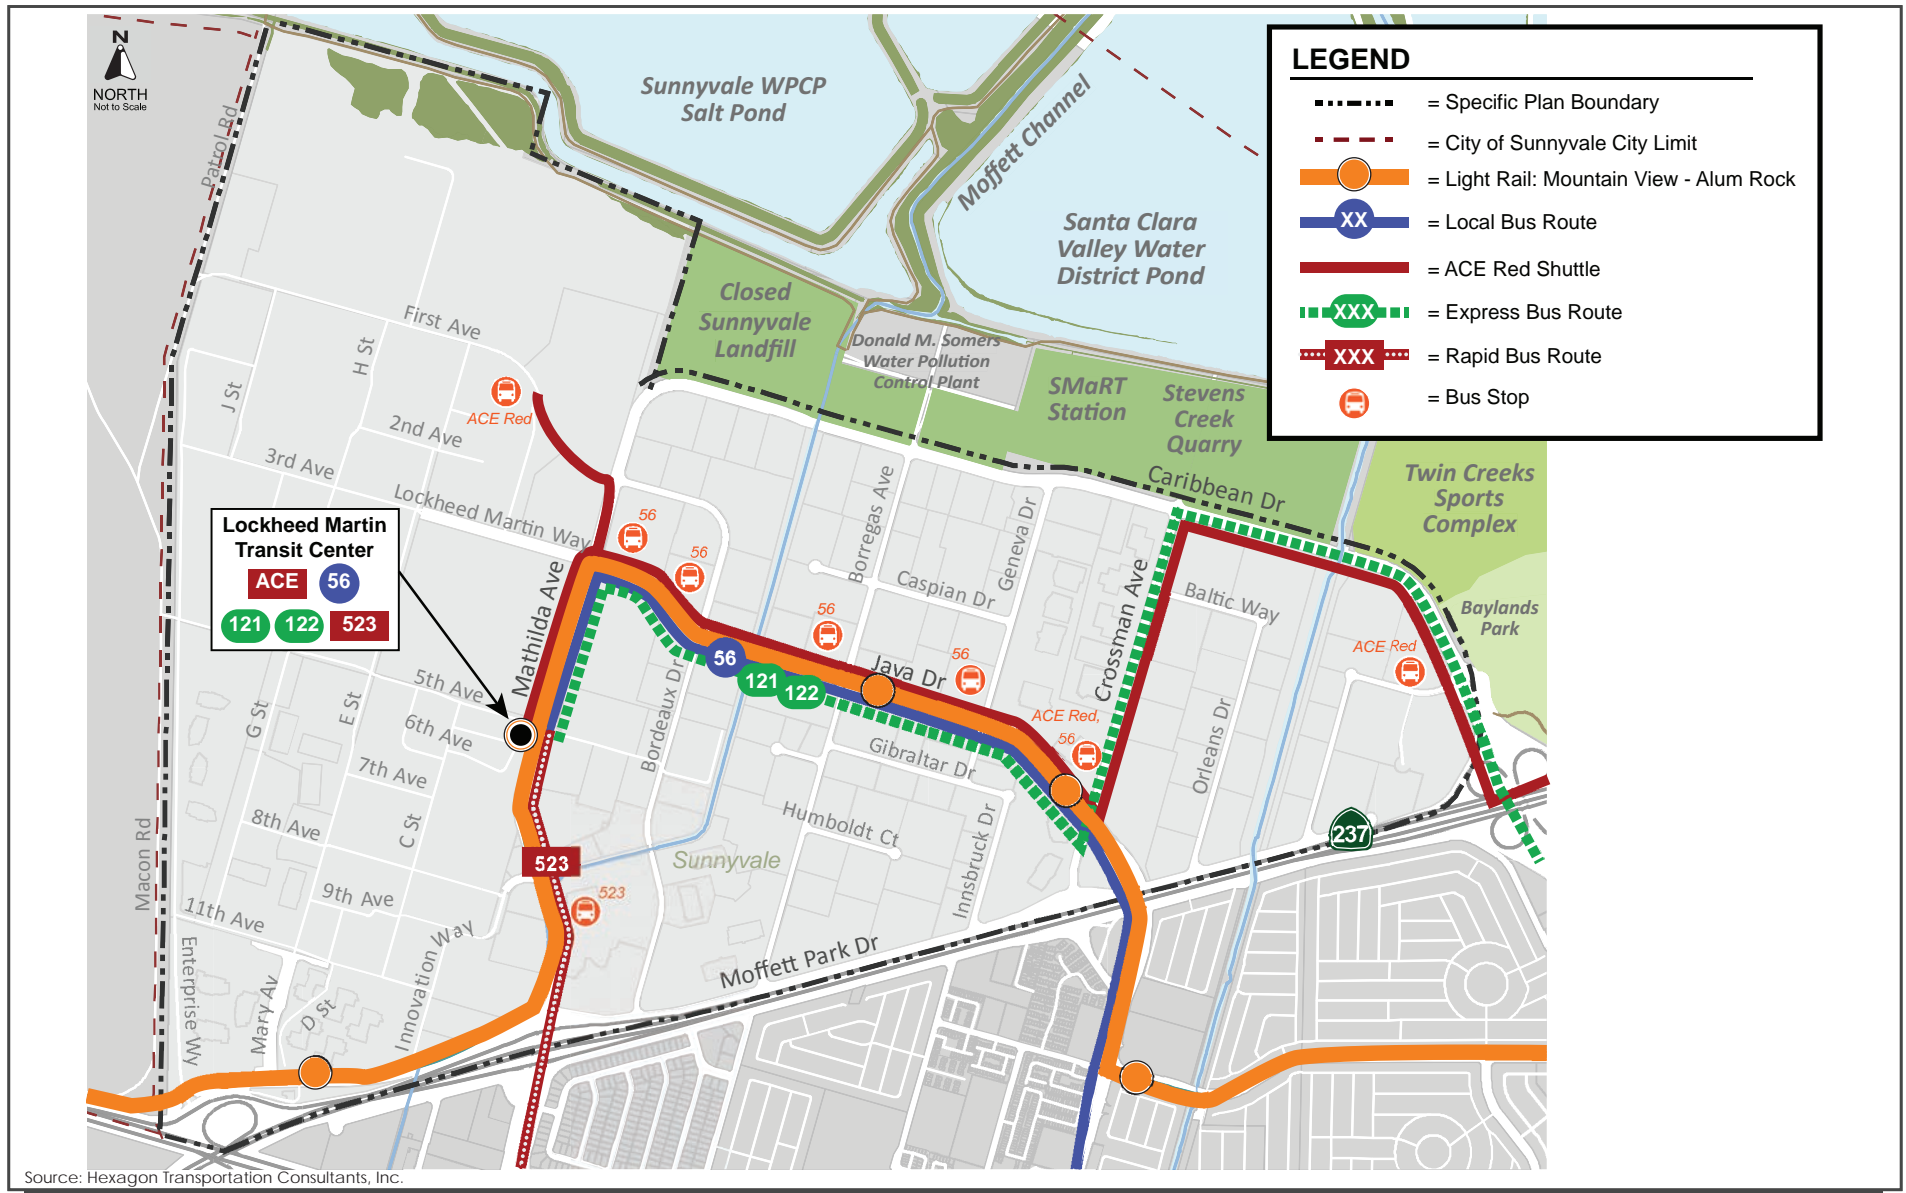 N
NORTH
Not to Scale
LEGEND
= Specific Plan Boundary
= City of Sunnyvale City Limit
= Light Rail: Mountain View - Alum Rock
XX
= Local Bus Route
= ACE Red Shuttle
XXX
= Express Bus Route
XXX
= Rapid Bus Route
= Bus Stop
Sunnyvale WPCP
Salt Pond
Moffett Channel
Santa Clara
Valley Water
District Pond
Closed
Sunnyvale
Landfill
Donald M. Somers
Water Pollution
Control Plant
SMaRT
Station
Stevens
Creek
Quarry
Twin Creeks
Sports
Complex
Baylands
Park
Patrol Rd
First Ave
H St
J St
2nd Ave
3rd Ave
Lockheed Martin Way
ACE Red
Caribbean Dr
Lockheed Martin
Transit Center
ACE
56
121
122
523
Mathilda Ave
56
56
56
56
Borregas Ave
Geneva Dr
Caspian Dr
Crossman Ave
Baltic Way
ACE Red
Java Dr
56
121
122
ACE Red,
56
5th Ave
6th Ave
7th Ave
8th Ave
9th Ave
11th Ave
G St
E St
C St
D St
Bordeaux Dr
Gibraltar Dr
Humboldt Ct
Innsbruck Dr
Orleans Dr
237
523
523
Sunnyvale
Macon Rd
Enterprise Wy
Mary Av
Innovation Way
Moffett Park Dr
Source: Hexagon Transportation Consultants, Inc.